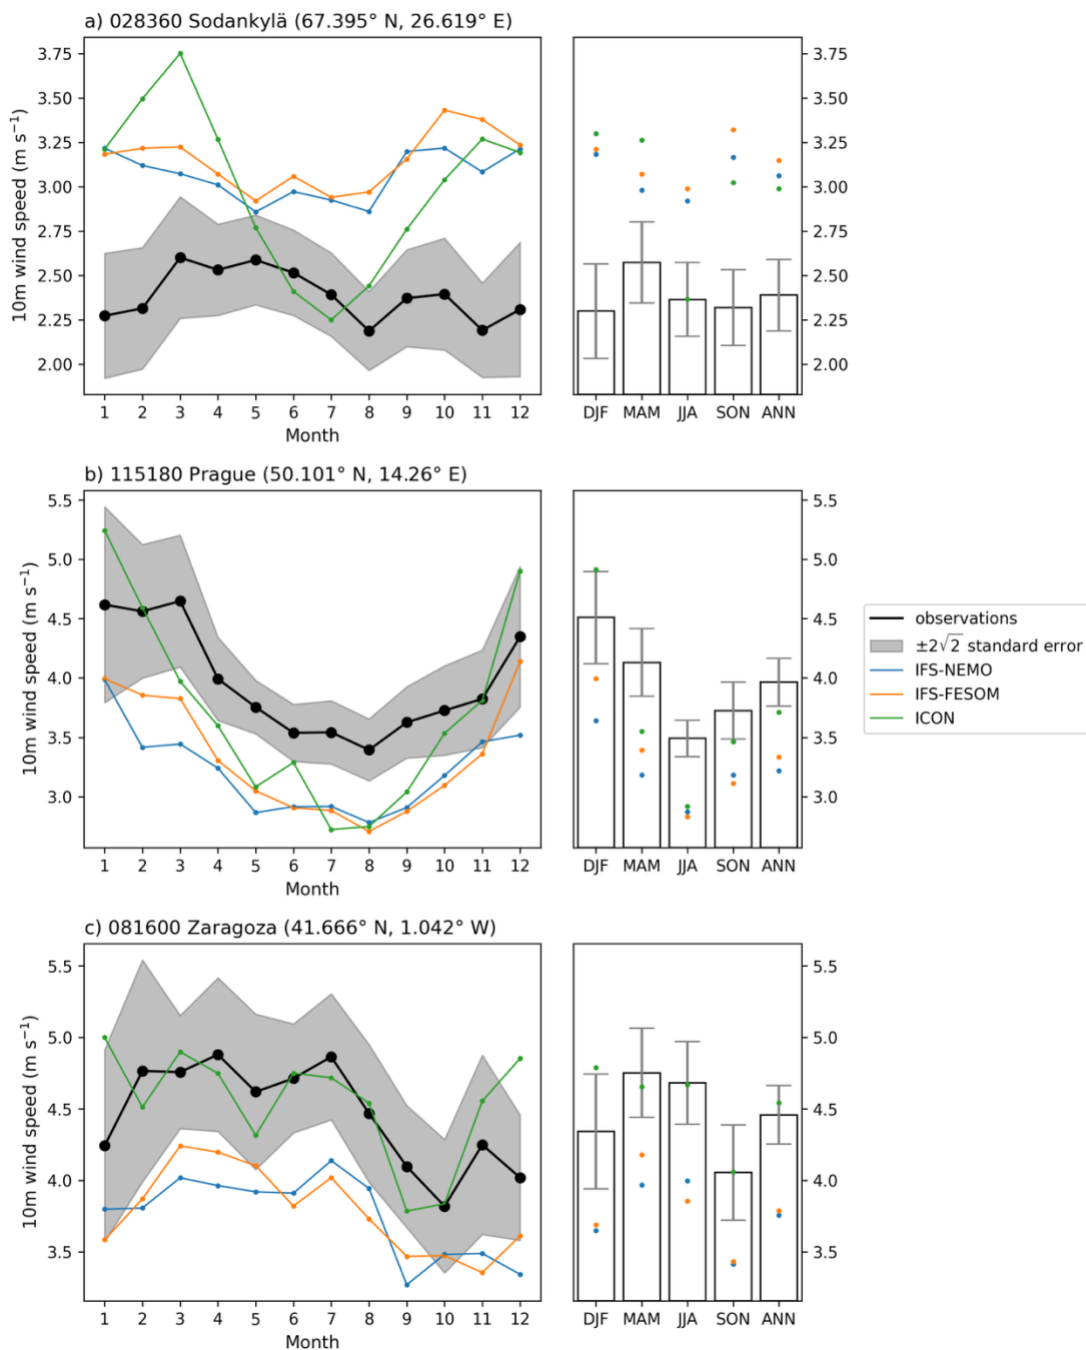 a) 028360 Sodankylä (67.395° N, 26.619° E)
10m wind speed (m s⁻¹)
3.75
3.50
3.25
3.00
2.75
2.50
2.25
2.00
1 2 3 4 5 6 7 8 9 10 11 12
Month
3.75
3.50
3.25
3.00
2.75
2.50
2.25
2.00
DJF MAM JJA SON ANN
b) 115180 Prague (50.101° N, 14.26° E)
10m wind speed (m s⁻¹)
5.5
5.0
4.5
4.0
3.5
3.0
1 2 3 4 5 6 7 8 9 10 11 12
Month
5.5
5.0
4.5
4.0
3.5
3.0
DJF MAM JJA SON ANN
observations
±2√2 standard error
IFS-NEMO
IFS-FESOM
ICON
c) 081600 Zaragoza (41.666° N, 1.042° W)
10m wind speed (m s⁻¹)
5.5
5.0
4.5
4.0
3.5
1 2 3 4 5 6 7 8 9 10 11 12
Month
5.5
5.0
4.5
4.0
3.5
DJF MAM JJA SON ANN